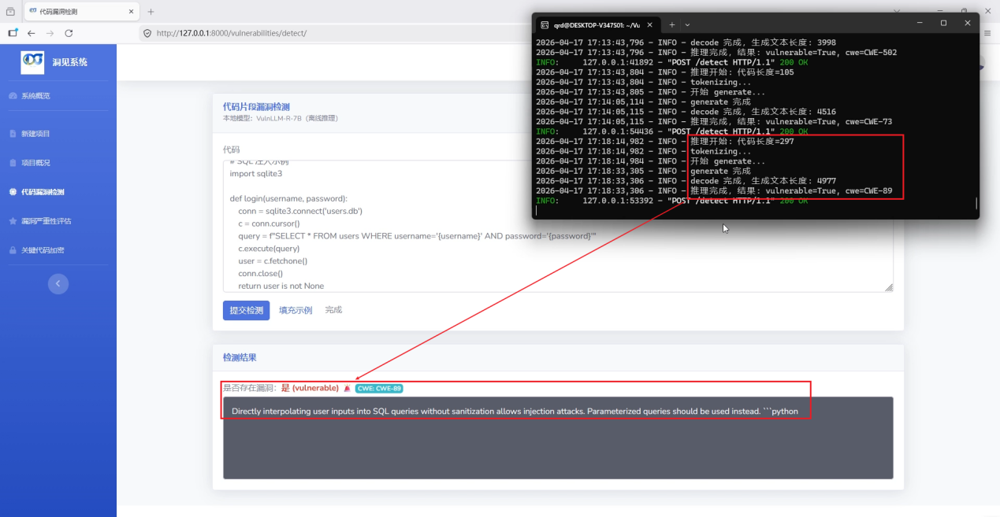 代码漏洞检测
http://127.0.0.1:8000/vulnerabilities/detect/
qrd@DESKTOP-V347S01: ~/Vu
2026-04-17 17:13:43,796 - INFO - decode 完成, 生成文本长度: 3998
2026-04-17 17:13:43,796 - INFO - 推理完成, 结果: vulnerable=True, cwe=CWE-502
INFO: 127.0.0.1:41892 - "POST /detect HTTP/1.1" 200 OK
2026-04-17 17:13:43,804 - INFO - 推理开始: 代码长度=105
2026-04-17 17:13:43,804 - INFO - tokenizing...
2026-04-17 17:13:43,805 - INFO - 开始 generate...
2026-04-17 17:14:05,114 - INFO - generate 完成
2026-04-17 17:14:05,115 - INFO - decode 完成, 生成文本长度: 4516
2026-04-17 17:14:05,115 - INFO - 推理完成, 结果: vulnerable=True, cwe=CWE-73
INFO: 127.0.0.1:54436 - "POST /detect HTTP/1.1" 200 OK
2026-04-17 17:18:14,982 - INFO - 推理开始: 代码长度=297
2026-04-17 17:18:14,982 - INFO - tokenizing...
2026-04-17 17:18:14,984 - INFO - 开始 generate...
2026-04-17 17:18:33,305 - INFO - generate 完成
2026-04-17 17:18:33,306 - INFO - decode 完成, 生成文本长度: 4977
2026-04-17 17:18:33,306 - INFO - 推理完成, 结果: vulnerable=True, cwe=CWE-89
INFO: 127.0.0.1:53392 - "POST /detect HTTP/1.1" 200 OK
洞见系统
系统概览
新建项目
项目概况
代码漏洞检测
漏洞严重性评估
关键代码加密
代码片段漏洞检测
本地模型: VulnLLM-R-7B (离线推理)
代码
# SQL 注入示例
import sqlite3
def login(username, password):
conn = sqlite3.connect('users.db')
c = conn.cursor()
query = f"SELECT * FROM users WHERE username='{username}' AND password='{password}'"
c.execute(query)
user = c.fetchone()
conn.close()
return user is not None
提交检测 填充示例 完成
检测结果
是否存在漏洞: 是 (vulnerable) 🚨 CWE: CWE-89
Directly interpolating user inputs into SQL queries without sanitization allows injection attacks. Parameterized queries should be used instead. ```python